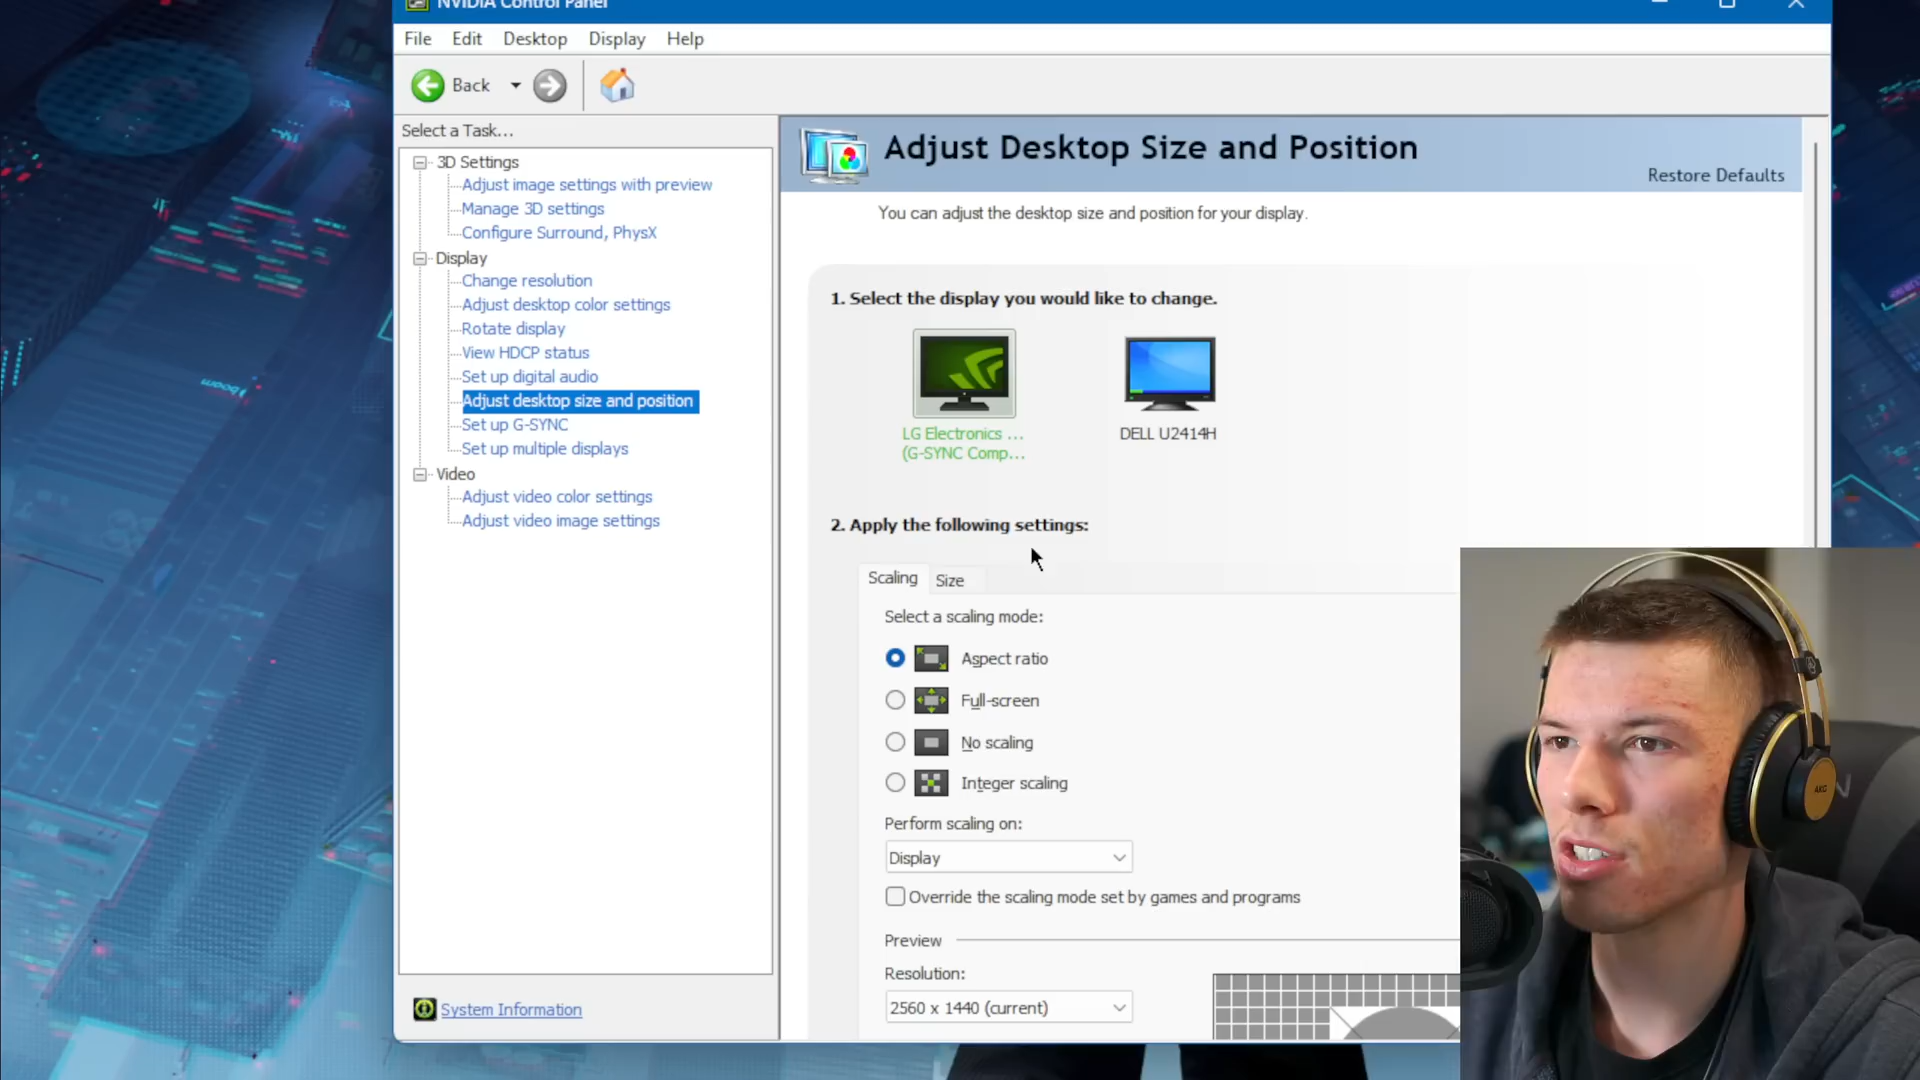 NVIDIA Control Panel
File Edit Desktop Display Help
Back
Select a Task...
3D Settings
Adjust image settings with preview
Manage 3D settings
Configure Surround, PhysX
Display
Change resolution
Adjust desktop color settings
Rotate display
View HDCP status
Set up digital audio
Adjust desktop size and position
Set up G-SYNC
Set up multiple displays
Video
Adjust video color settings
Adjust video image settings
System Information
Adjust Desktop Size and Position
Restore Defaults
You can adjust the desktop size and position for your display.
1. Select the display you would like to change.
LG Electronics ...
(G-SYNC Comp...
DELL U2414H
2. Apply the following settings:
Scaling Size
Select a scaling mode:
Aspect ratio
Full-screen
No scaling
Integer scaling
Perform scaling on:
Display
Override the scaling mode set by games and programs
Preview
Resolution:
2560 x 1440 (current)
AKG